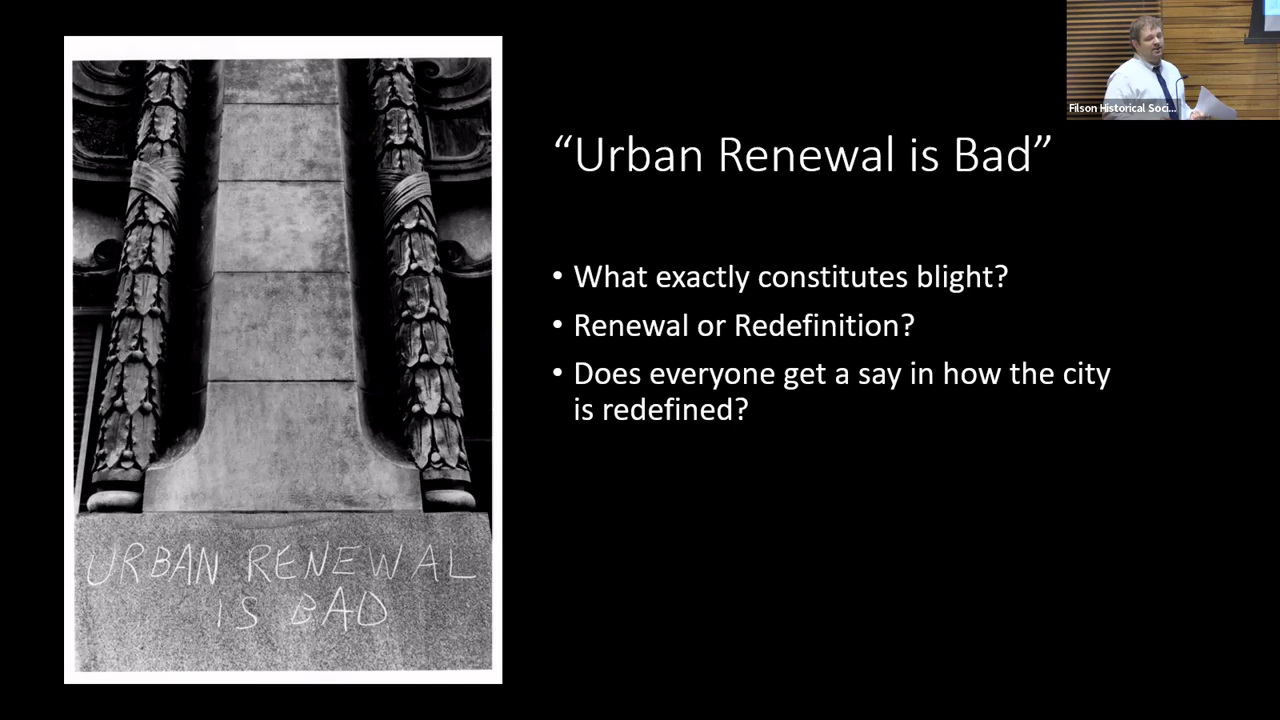 Filson Historical Soci...
“Urban Renewal is Bad”
• What exactly constitutes blight?
• Renewal or Redefinition?
• Does everyone get a say in how the city
is redefined?
URBAN RENEWAL
IS BAD